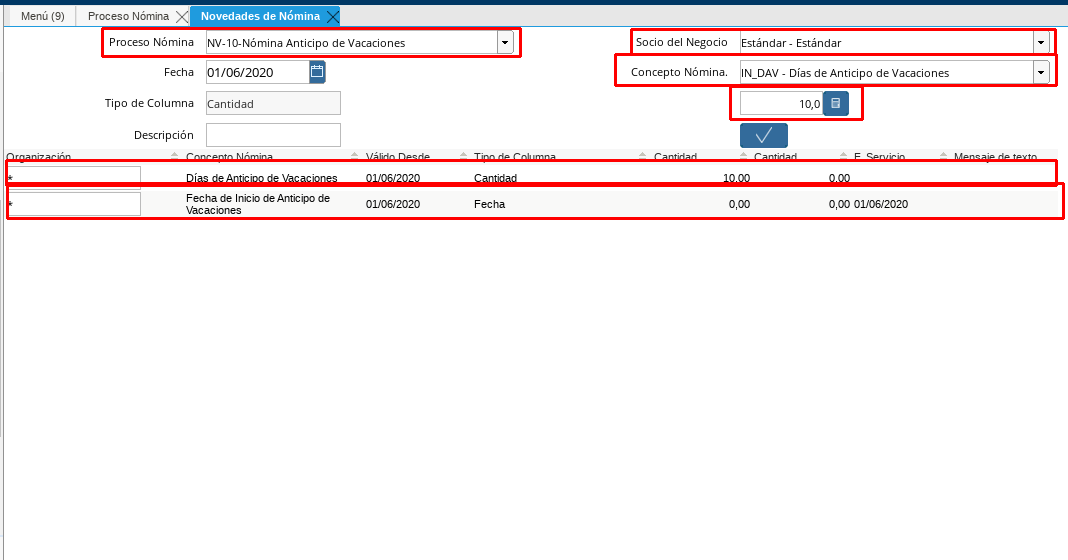 Menú (9) Proceso Nómina Novedades de Nómina
Proceso Nómina NV-10-Nómina Anticipo de Vacaciones Socio del Negocio Estándar - Estándar
Fecha 01/06/2020 Concepto Nómina. IN_DAV - Días de Anticipo de Vacaciones
Tipo de Columna Cantidad 10,0
Descripción
Organización Concepto Nómina Válido Desde Tipo de Columna Cantidad Cantidad F. Servicio Mensaje de texto
* Días de Anticipo de Vacaciones 01/06/2020 Cantidad 10,00 0,00
* Fecha de Inicio de Anticipo de Vacaciones 01/06/2020 Fecha 0,00 0,00 01/06/2020